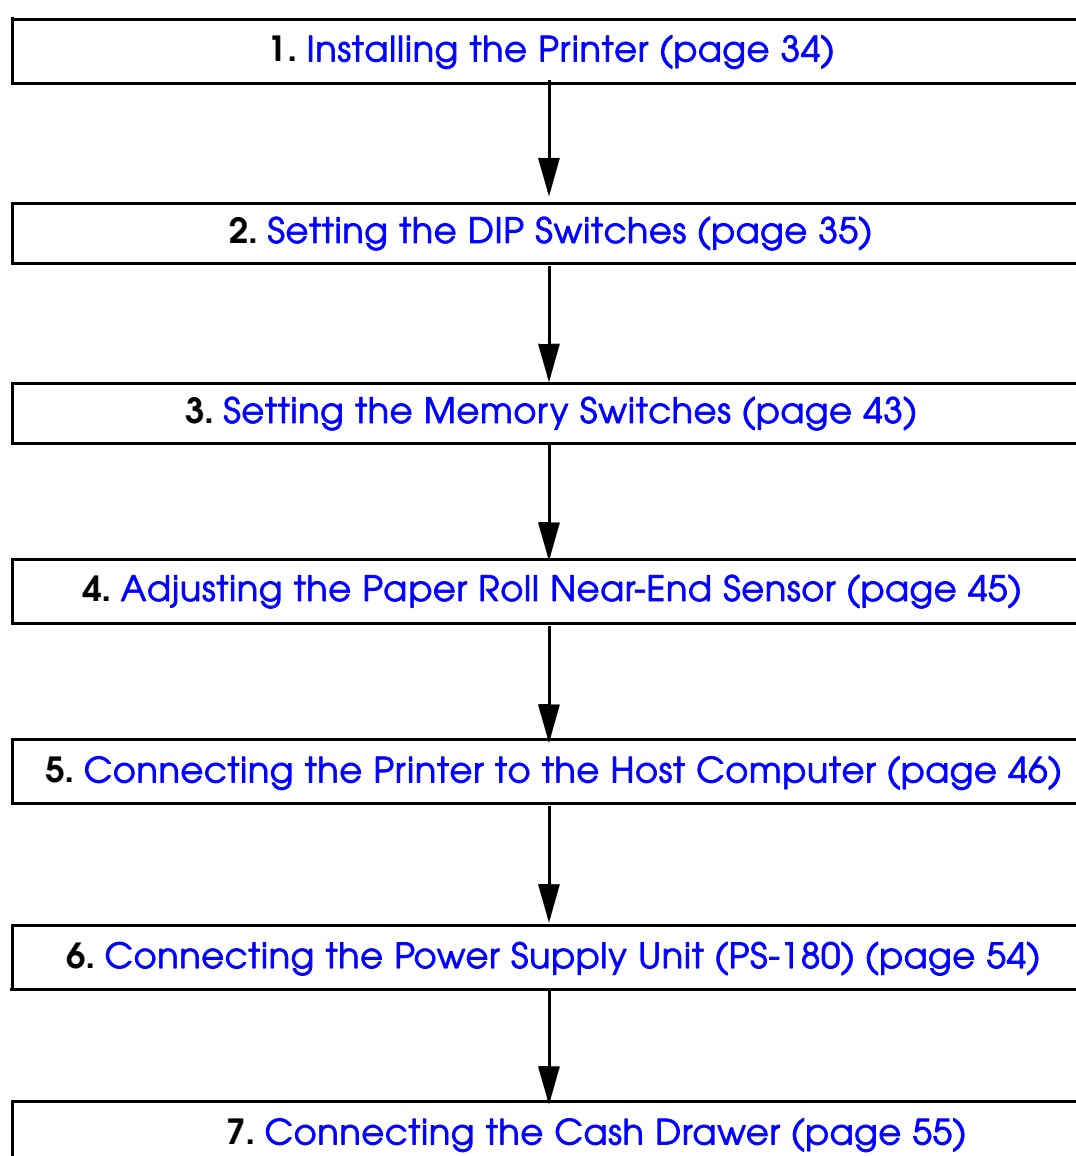 1. Installing the Printer (page 34)
2. Setting the DIP Switches (page 35)
3. Setting the Memory Switches (page 43)
4. Adjusting the Paper Roll Near-End Sensor (page 45)
5. Connecting the Printer to the Host Computer (page 46)
6. Connecting the Power Supply Unit (PS-180) (page 54)
7. Connecting the Cash Drawer (page 55)